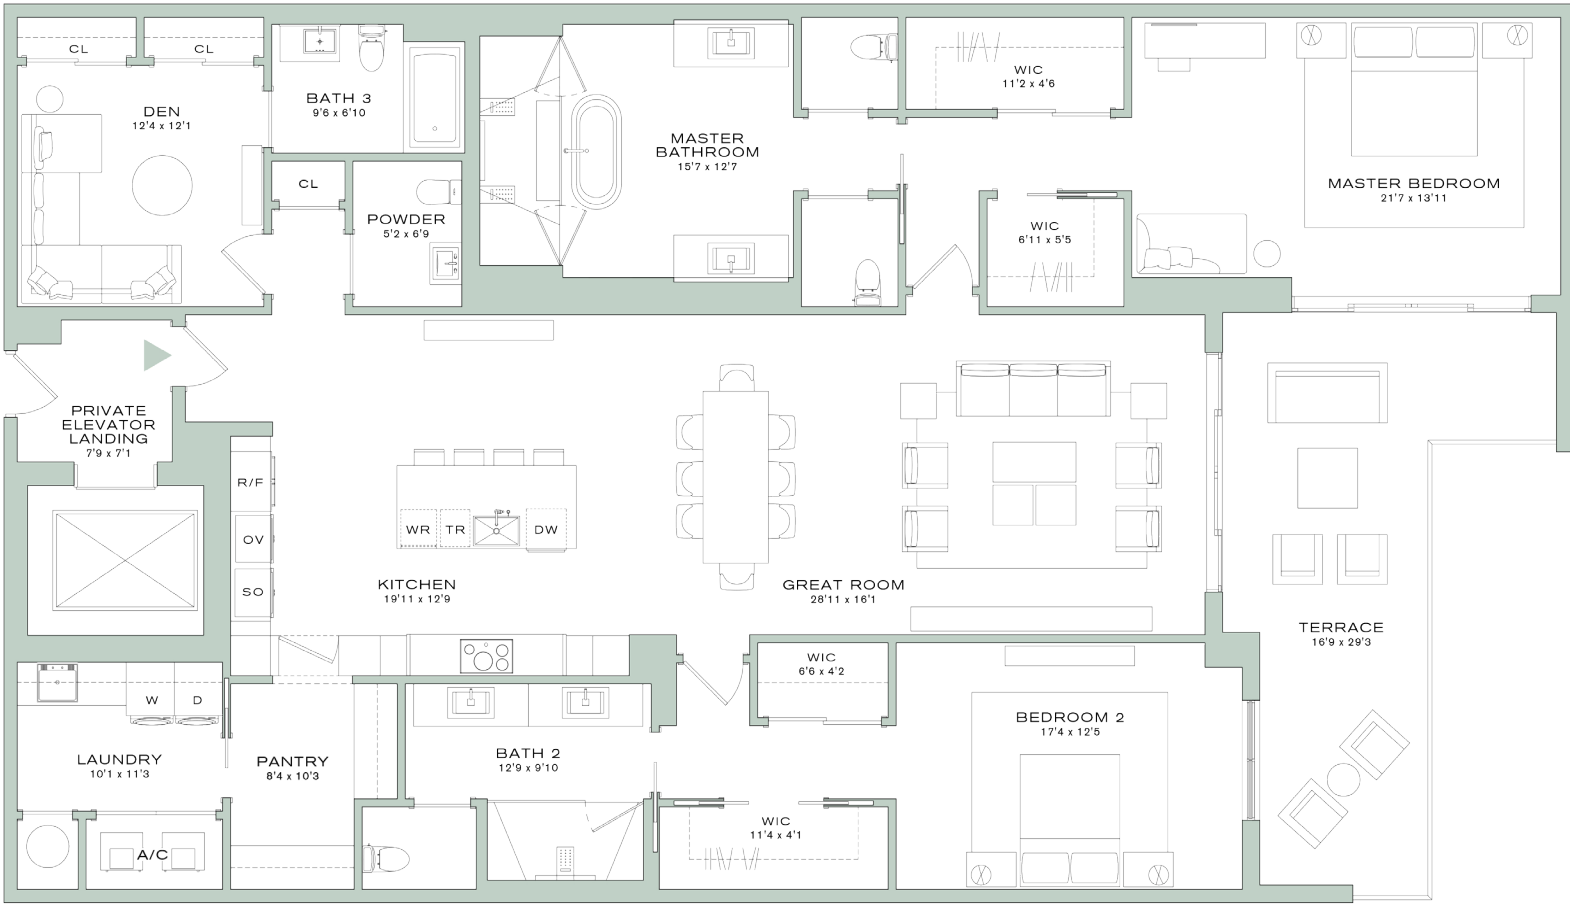 CL
CL
DEN
12'4 x 12'1
BATH 3
9'6 x 6'10
CL
POWDER
5'2 x 6'9
MASTER
BATHROOM
15'7 x 12'7
WIC
11'2 x 4'6
WIC
6'11 x 5'5
MASTER BEDROOM
21'7 x 13'11
PRIVATE
ELEVATOR
LANDING
7'9 x 7'1
R/F
OV
SO
WR
TR
DW
KITCHEN
19'11 x 12'9
GREAT ROOM
28'11 x 16'1
TERRACE
16'9 x 29'3
W
D
LAUNDRY
10'1 x 11'3
PANTRY
8'4 x 10'3
A/C
BATH 2
12'9 x 9'10
WIC
6'6 x 4'2
WIC
11'4 x 4'1
BEDROOM 2
17'4 x 12'5